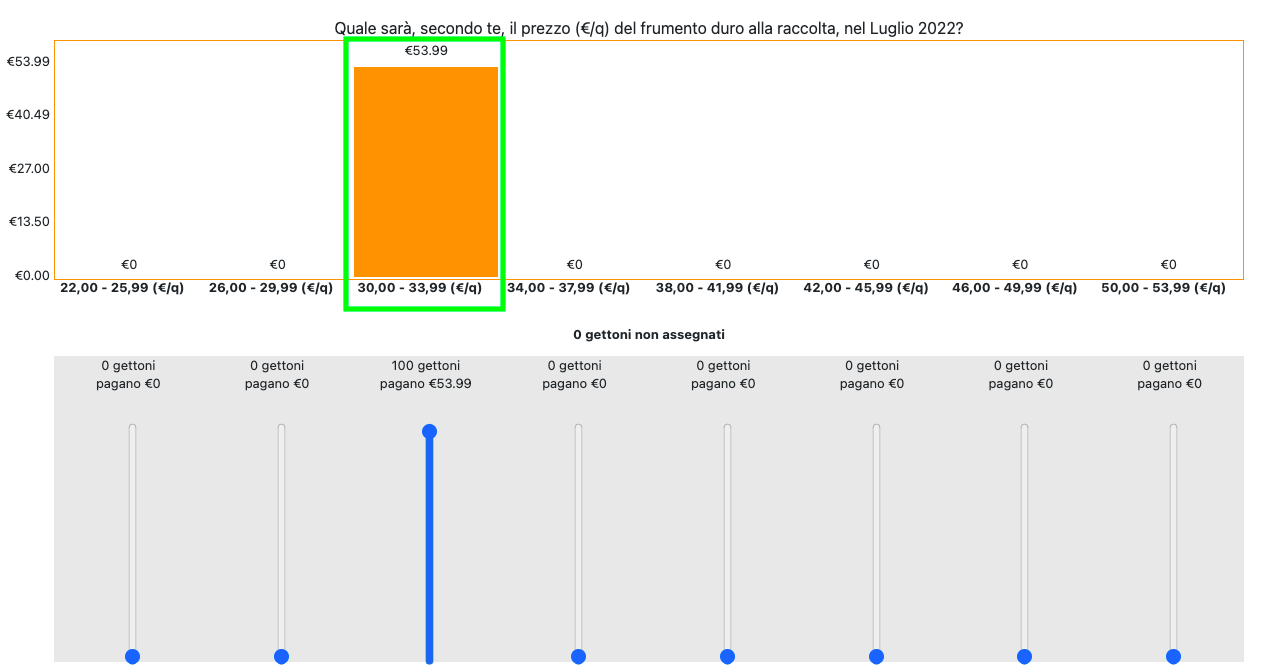 Quale sarà, secondo te, il prezzo (€/q) del frumento duro alla raccolta, nel Luglio 2022?
€53.99
€53.99
€40.49
€27.00
€13.50
€0.00
€0 €0 €0 €0 €0 €0 €0
22,00 - 25,99 (€/q) 26,00 - 29,99 (€/q) 30,00 - 33,99 (€/q) 34,00 - 37,99 (€/q) 38,00 - 41,99 (€/q) 42,00 - 45,99 (€/q) 46,00 - 49,99 (€/q) 50,00 - 53,99 (€/q)
0 gettoni non assegnati
0 gettoni 0 gettoni 100 gettoni 0 gettoni 0 gettoni 0 gettoni 0 gettoni 0 gettoni
pagano €0 pagano €0 pagano €53.99 pagano €0 pagano €0 pagano €0 pagano €0 pagano €0